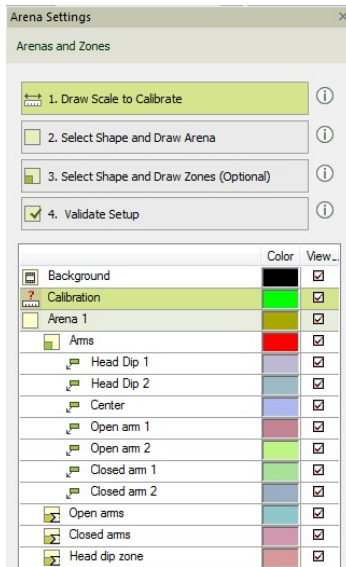 Arena Settings
Arenas and Zones
1. Draw Scale to Calibrate
2. Select Shape and Draw Arena
3. Select Shape and Draw Zones (Optional)
4. Validate Setup
Color View...
Background
Calibration
Arena 1
Arms
Head Dip 1
Head Dip 2
Center
Open arm 1
Open arm 2
Closed arm 1
Closed arm 2
Open arms
Closed arms
Head dip zone